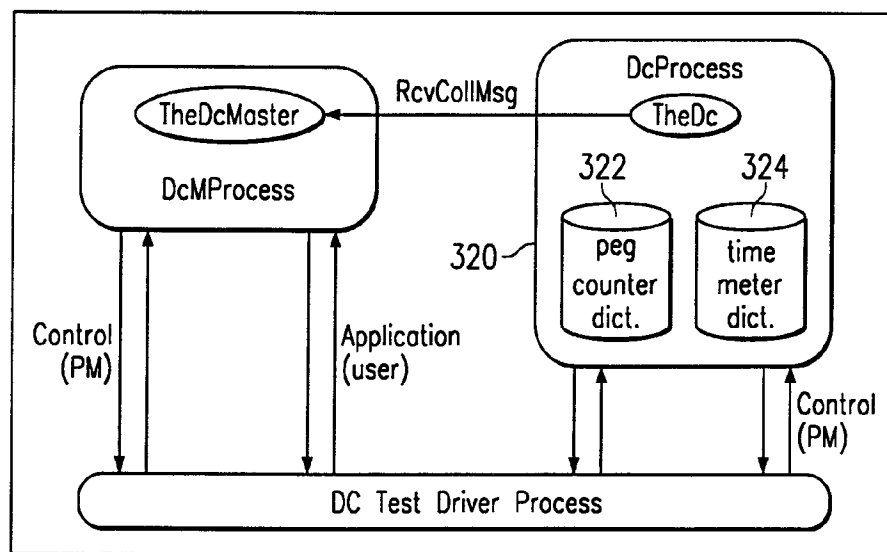 DcProcess
RcvCollMsg
TheDcMaster
TheDc
DcMProcess
322
324
320
peg
counter
dict.
time
meter
dict.
Control
(PM)
Application
(user)
Control
(PM)
DC Test Driver Process